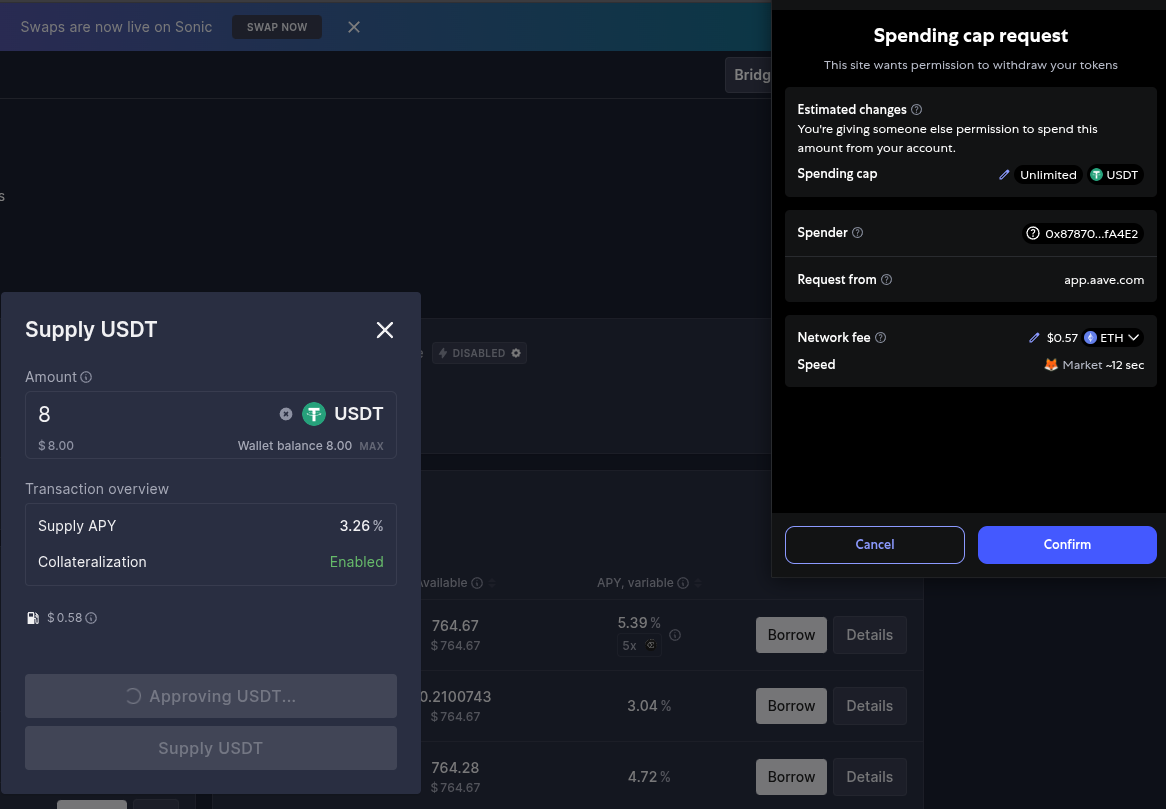 Swaps are now live on Sonic
SWAP NOW
Bridg
s
DISABLED
Supply USDT
Amount
8
USDT
$ 8.00
Wallet balance 8.00 MAX
Transaction overview
Supply APY
3.26 %
Collateralization
Enabled
$ 0.58
Approving USDT...
Supply USDT
Available
APY, variable
764.67
$ 764.67
5.39 %
5x
Borrow
Details
0.2100743
$ 764.67
3.04 %
Borrow
Details
764.28
$ 764.67
4.72 %
Borrow
Details
Spending cap request
This site wants permission to withdraw your tokens
Estimated changes
You're giving someone else permission to spend this
amount from your account.
Spending cap
Unlimited
USDT
Spender
0x87870...fA4E2
Request from
app.aave.com
Network fee
$0.57
ETH
Speed
Market ~12 sec
Cancel
Confirm